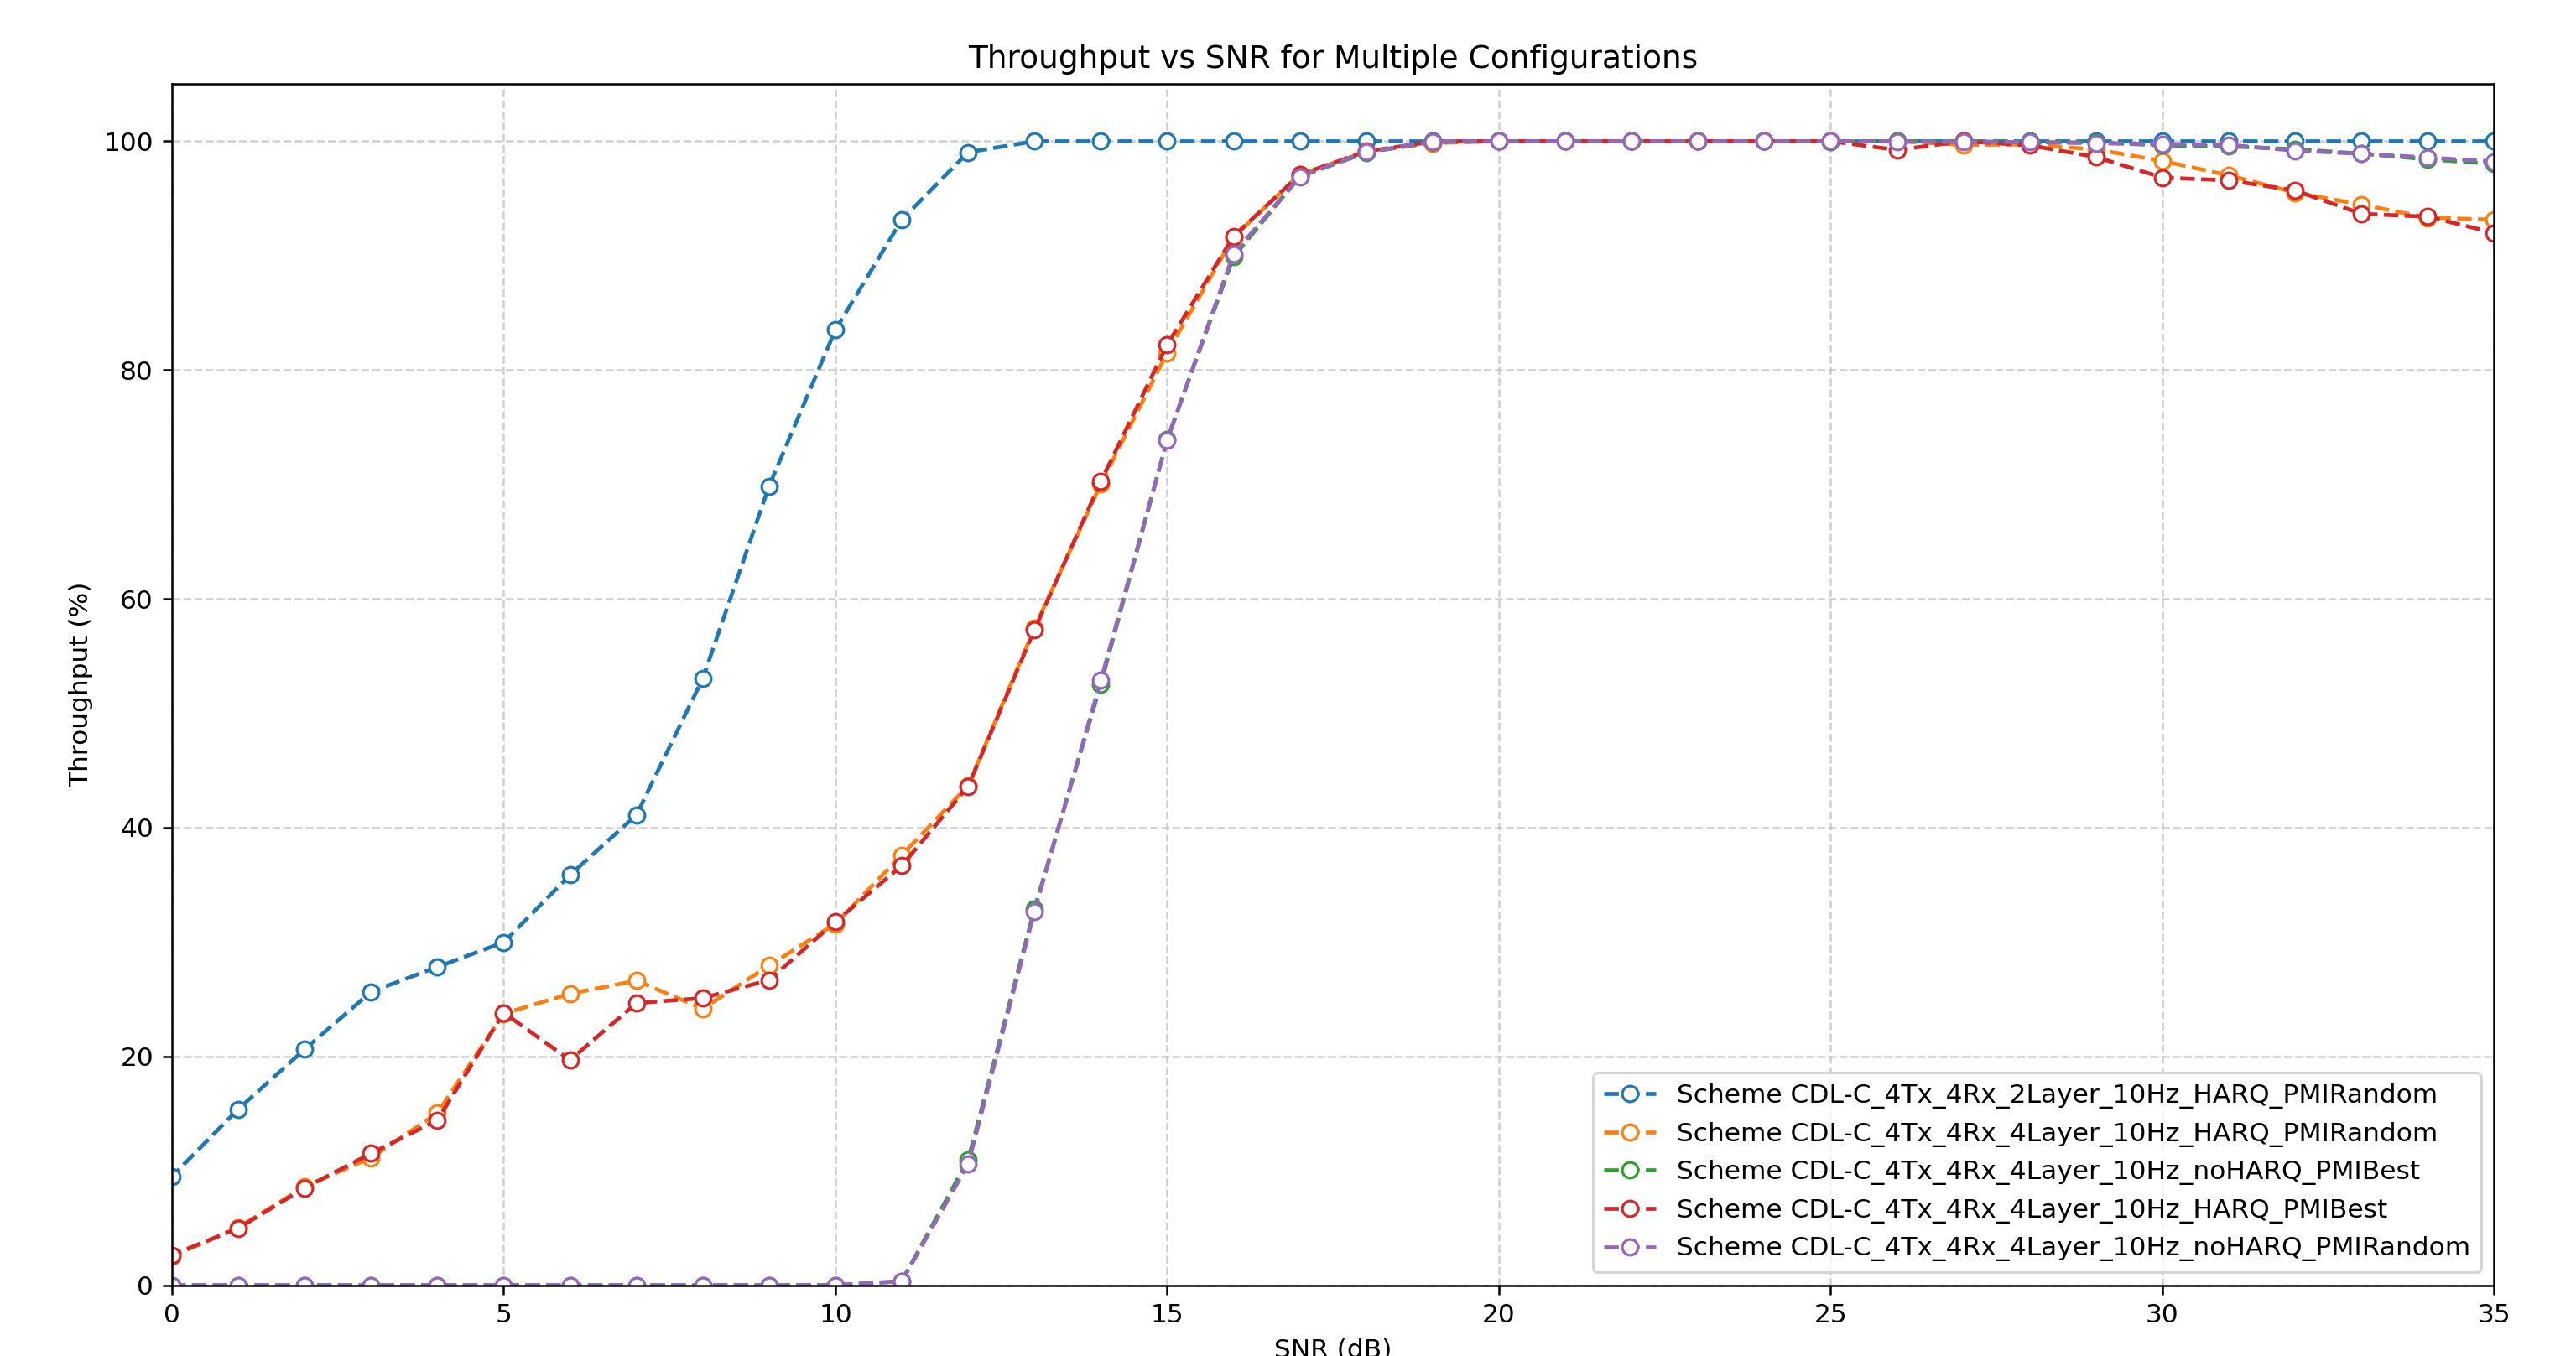 Throughput vs SNR for Multiple Configurations
Throughput (%)
100
80
60
40
20
0
0 5 10 15 20 25 30 35
SNR (dB)
Scheme CDL-C_4Tx_4Rx_2Layer_10Hz_HARQ_PMIRandom
Scheme CDL-C_4Tx_4Rx_4Layer_10Hz_HARQ_PMIRandom
Scheme CDL-C_4Tx_4Rx_4Layer_10Hz_noHARQ_PMIBest
Scheme CDL-C_4Tx_4Rx_4Layer_10Hz_HARQ_PMIBest
Scheme CDL-C_4Tx_4Rx_4Layer_10Hz_noHARQ_PMIRandom